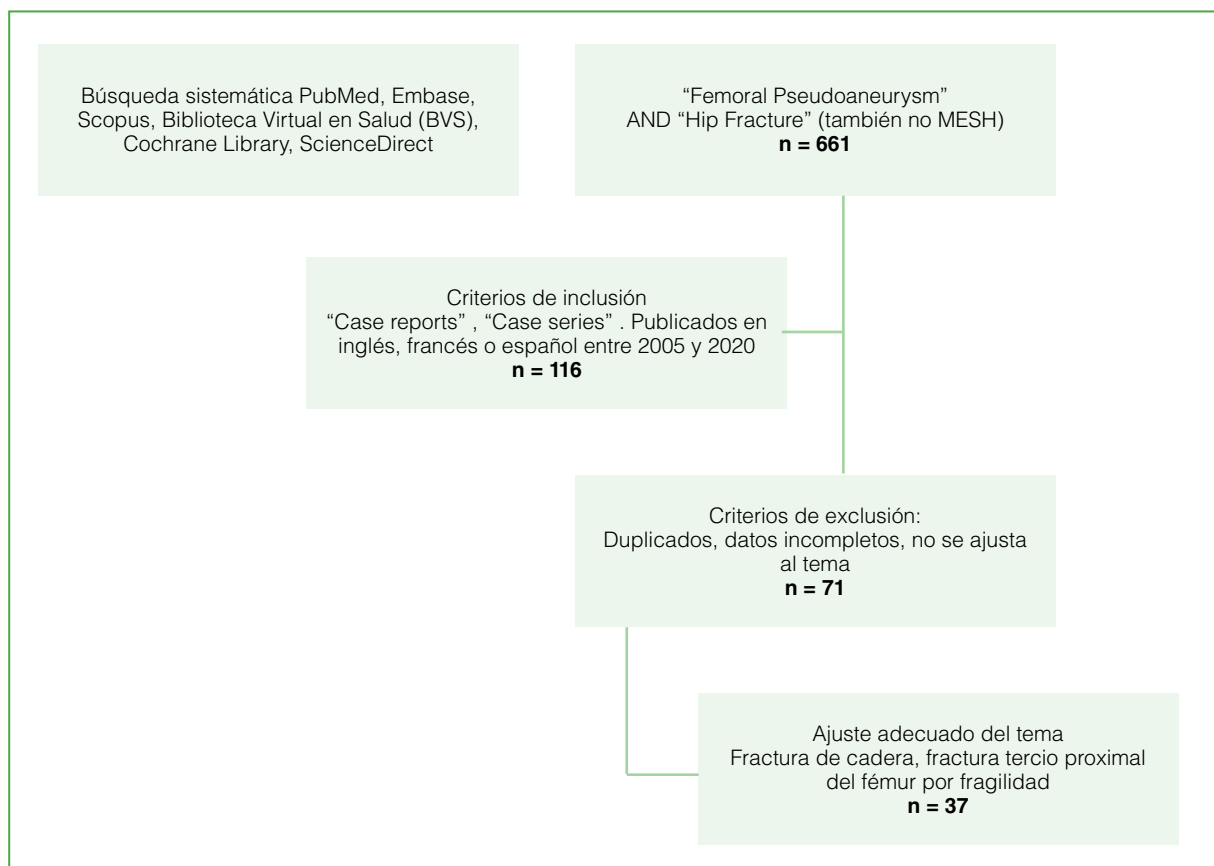 Búsqueda sistemática PubMed, Embase,
Scopus, Biblioteca Virtual en Salud (BVS),
Cochrane Library, ScienceDirect
“Femoral Pseudoaneurysm”
AND “Hip Fracture” (también no MESH)
n = 661
Criterios de inclusión
“Case reports” , “Case series” . Publicados en
inglés, francés o español entre 2005 y 2020
n = 116
Criterios de exclusión:
Duplicados, datos incompletos, no se ajusta
al tema
n = 71
Ajuste adecuado del tema
Fractura de cadera, fractura tercio proximal
del fémur por fragilidad
n = 37